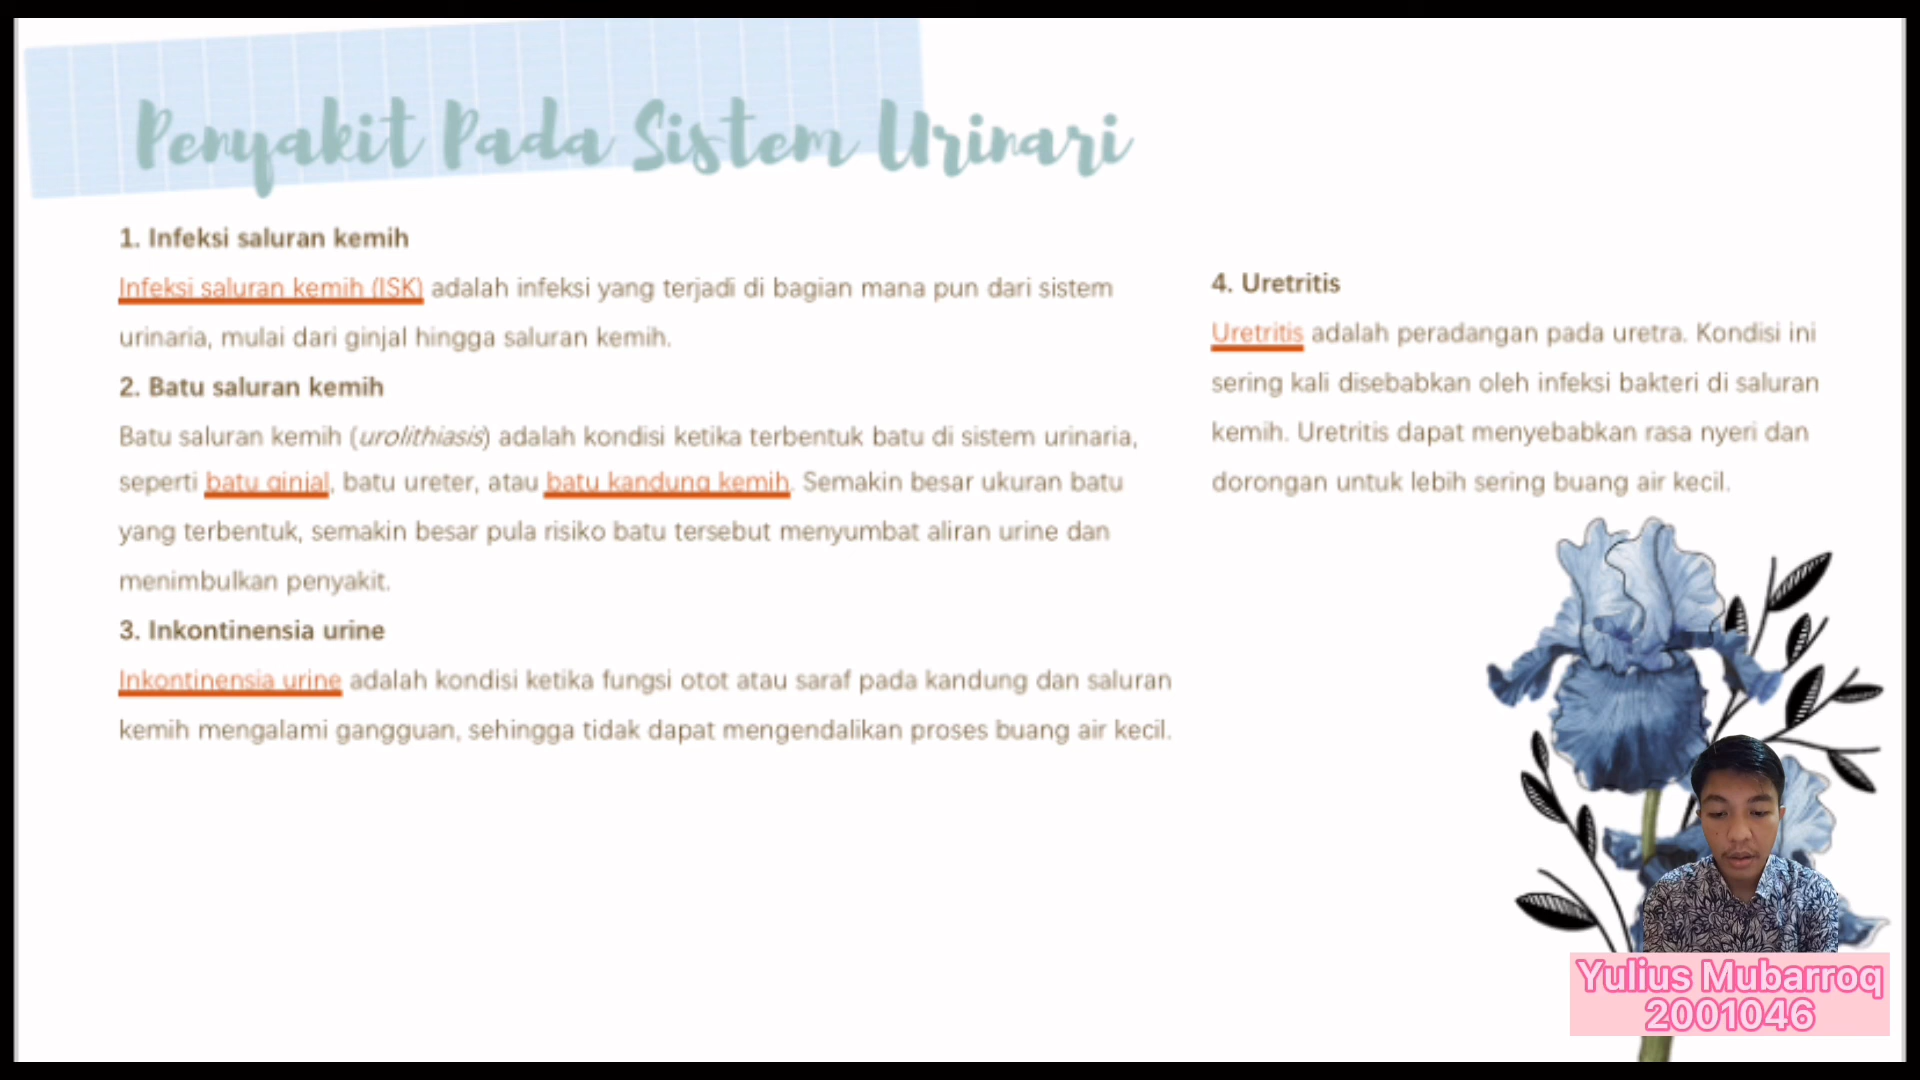 Penyakit Pada Sistem Urinari
1. Infeksi saluran kemih
Infeksi saluran kemih (ISK) adalah infeksi yang terjadi di bagian mana pun dari sistem
urinaria, mulai dari ginjal hingga saluran kemih.
2. Batu saluran kemih
Batu saluran kemih (urolithiasis) adalah kondisi ketika terbentuk batu di sistem urinaria,
seperti batu ginjal, batu ureter, atau batu kandung kemih. Semakin besar ukuran batu
yang terbentuk, semakin besar pula risiko batu tersebut menyumbat aliran urine dan
menimbulkan penyakit.
3. Inkontinensia urine
Inkontinensia urine adalah kondisi ketika fungsi otot atau saraf pada kandung dan saluran
kemih mengalami gangguan, sehingga tidak dapat mengendalikan proses buang air kecil.
4. Uretritis
Uretritis adalah peradangan pada uretra. Kondisi ini
sering kali disebabkan oleh infeksi bakteri di saluran
kemih. Uretritis dapat menyebabkan rasa nyeri dan
dorongan untuk lebih sering buang air kecil.
Yulius Mubarroq
2001046